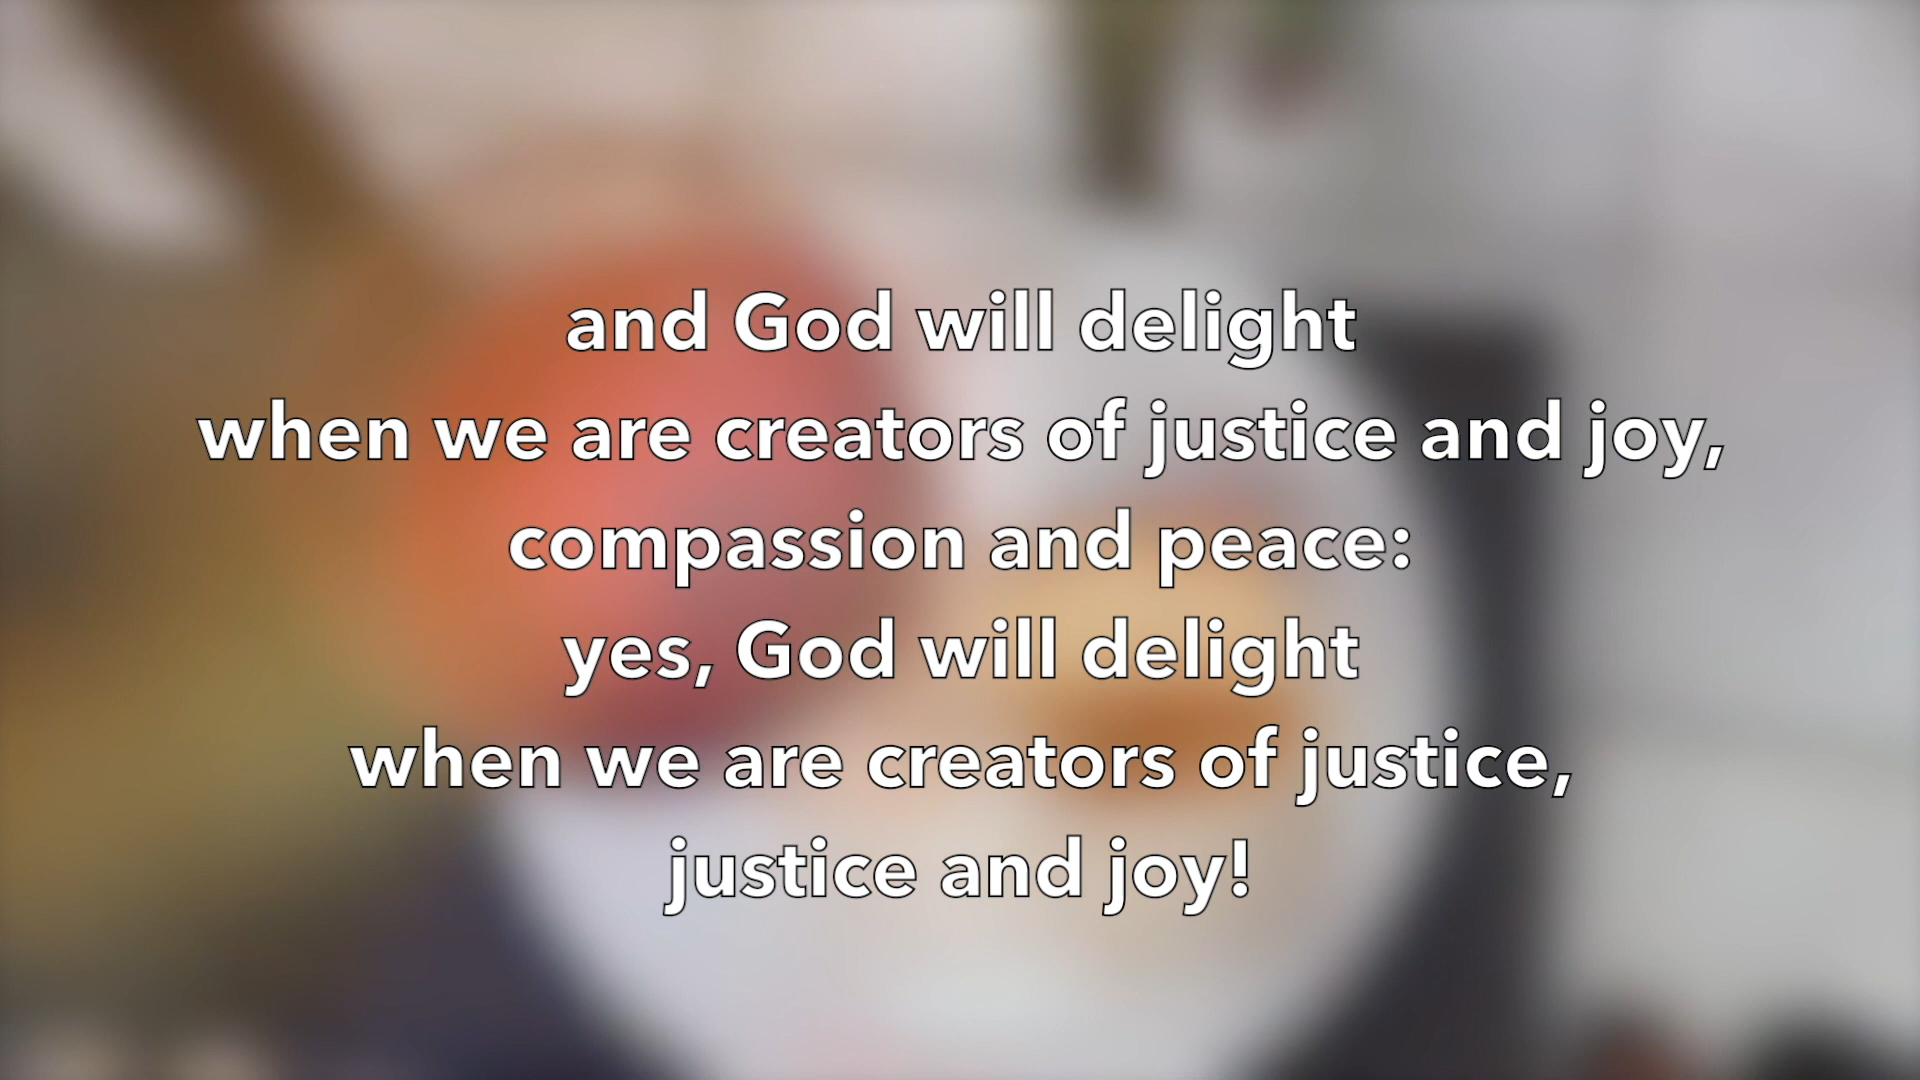 and God will delight
when we are creators of justice and joy,
compassion and peace:
yes, God will delight
when we are creators of justice,
justice and joy!